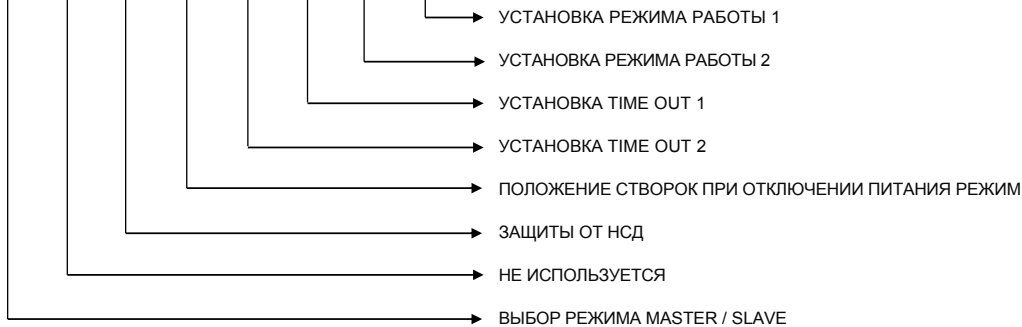 УСТАНОВКА РЕЖИМА РАБОТЫ 1
УСТАНОВКА РЕЖИМА РАБОТЫ 2
УСТАНОВКА TIME OUT 1
УСТАНОВКА TIME OUT 2
ПОЛОЖЕНИЕ СТВОРОК ПРИ ОТКЛЮЧЕНИИ ПИТАНИЯ РЕЖИМ
ЗАЩИТЫ ОТ НСД
НЕ ИСПОЛЬЗУЕТСЯ
ВЫБОР РЕЖИМА MASTER / SLAVE